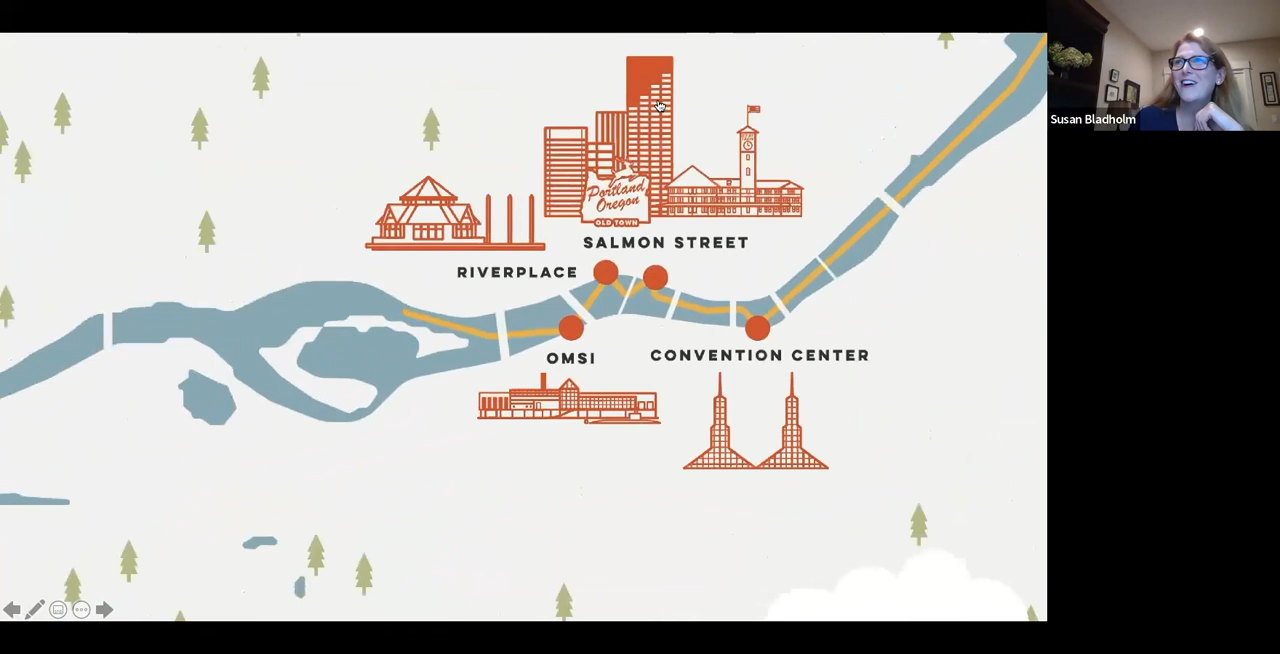 Susan Bladholm
Portland
Oregon
OLD TOWN
SALMON STREET
RIVERPLACE
OMSI
CONVENTION CENTER